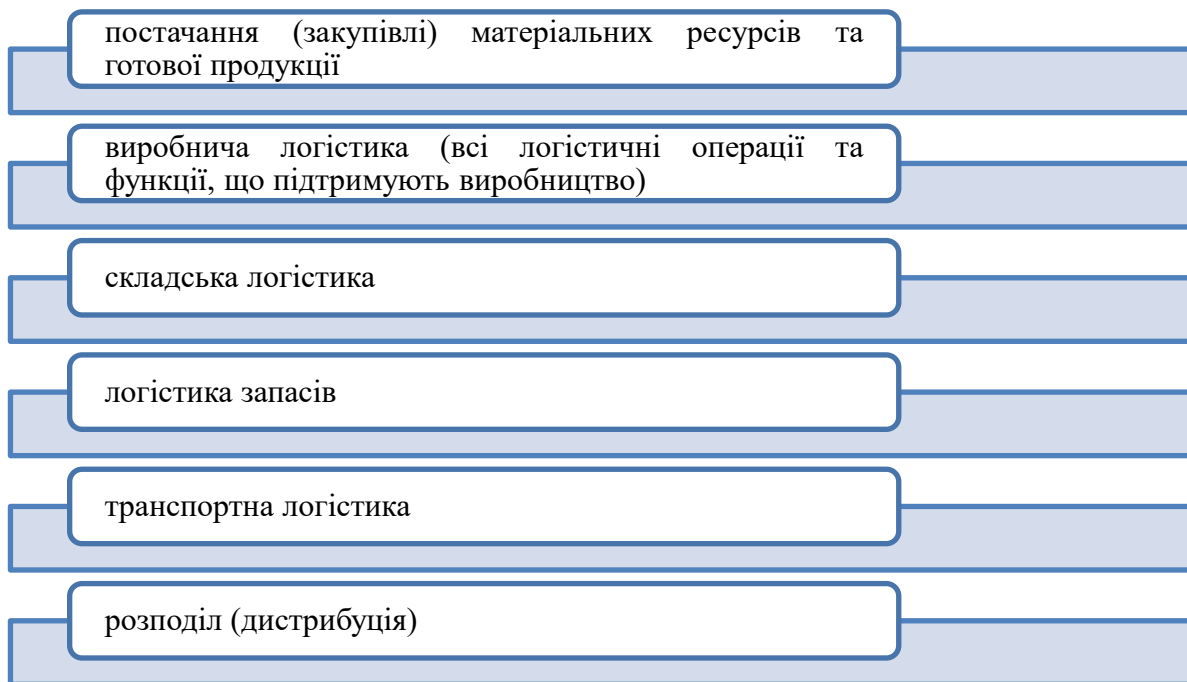 постачання (закупівлі) матеріальних ресурсів та
готової продукції
виробнича логістика (всі логістичні операції та
функції, що підтримують виробництво)
складська логістика
логістика запасів
транспортна логістика
розподіл (дистрибуція)